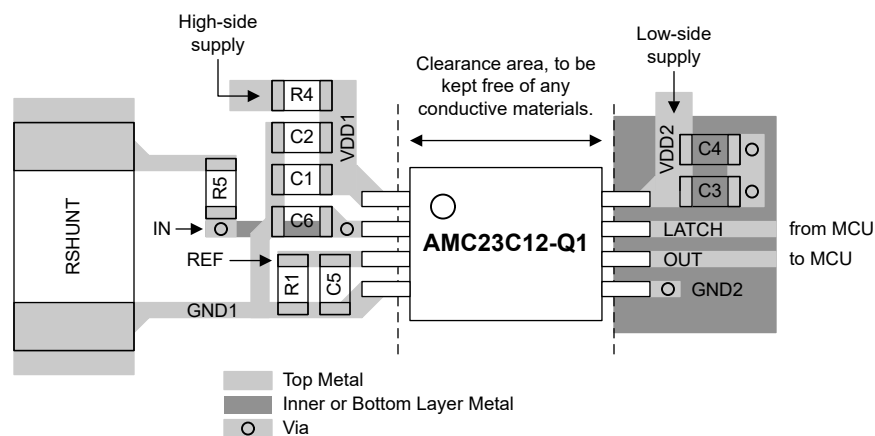 High-side
supply
Low-side
supply
Clearance area, to be
kept free of any
conductive materials.
R4
C2
VDD1
C1
R5
C6
IN
REF
R1
C5
RSHUNT
GND1
AMC23C12-Q1
VDD2
C4
C3
LATCH
from MCU
OUT
to MCU
GND2
Top Metal
Inner or Bottom Layer Metal
Via